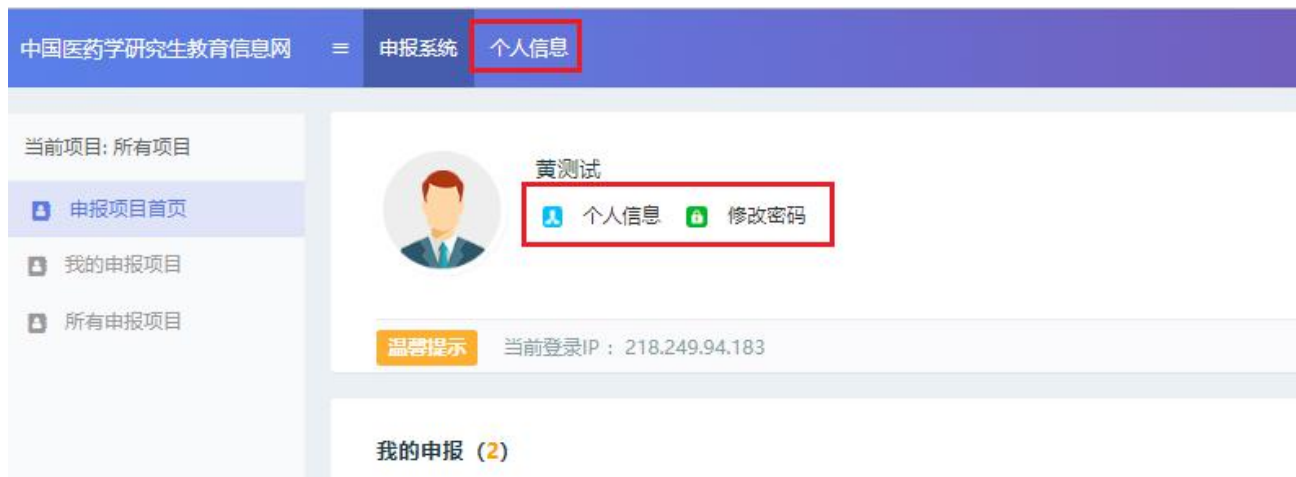 中国医药学研究生教育信息网 ≡ 申报系统 个人信息
当前项目: 所有项目
申报项目首页
我的申报项目
所有申报项目
黄测试
个人信息 修改密码
温馨提示 当前登录IP : 218.249.94.183
我的申报 (2)